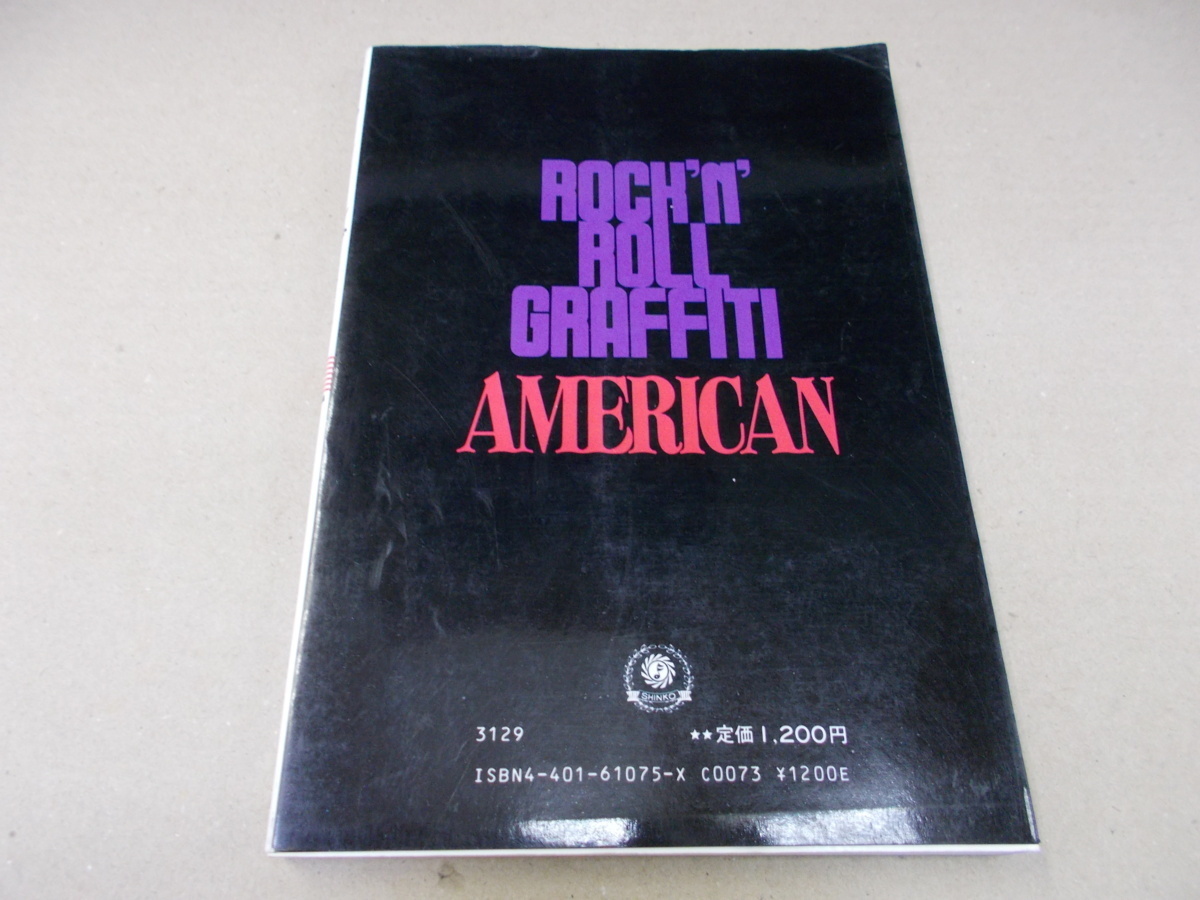 ROCK'N'
ROLL
GRAFFITI
AMERICAN
SHINKO
3129 ★★定価1,200円
ISBN4-401-61075-X C0073 ¥1200E